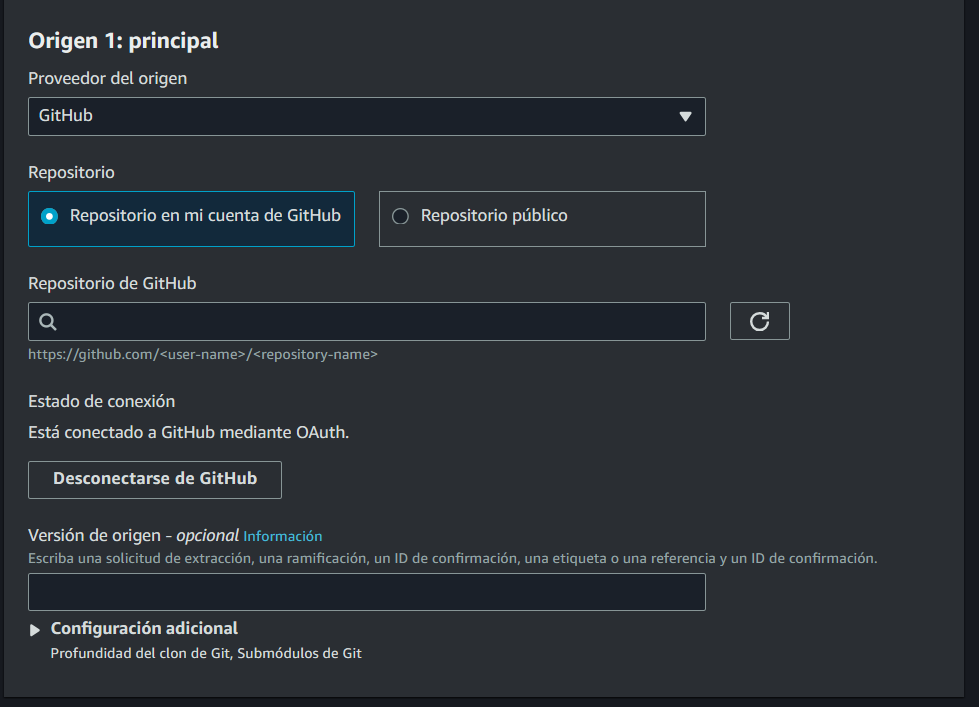 Origen 1: principal
Proveedor del origen
GitHub
Repositorio
Repositorio en mi cuenta de GitHub
Repositorio público
Repositorio de GitHub
https://github.com/<user-name>/<repository-name>
Estado de conexión
Está conectado a GitHub mediante OAuth.
Desconectarse de GitHub
Versión de origen - opcional Información
Escriba una solicitud de extracción, una ramificación, un ID de confirmación, una etiqueta o una referencia y un ID de confirmación.
Configuración adicional
Profundidad del clon de Git, Submódulos de Git